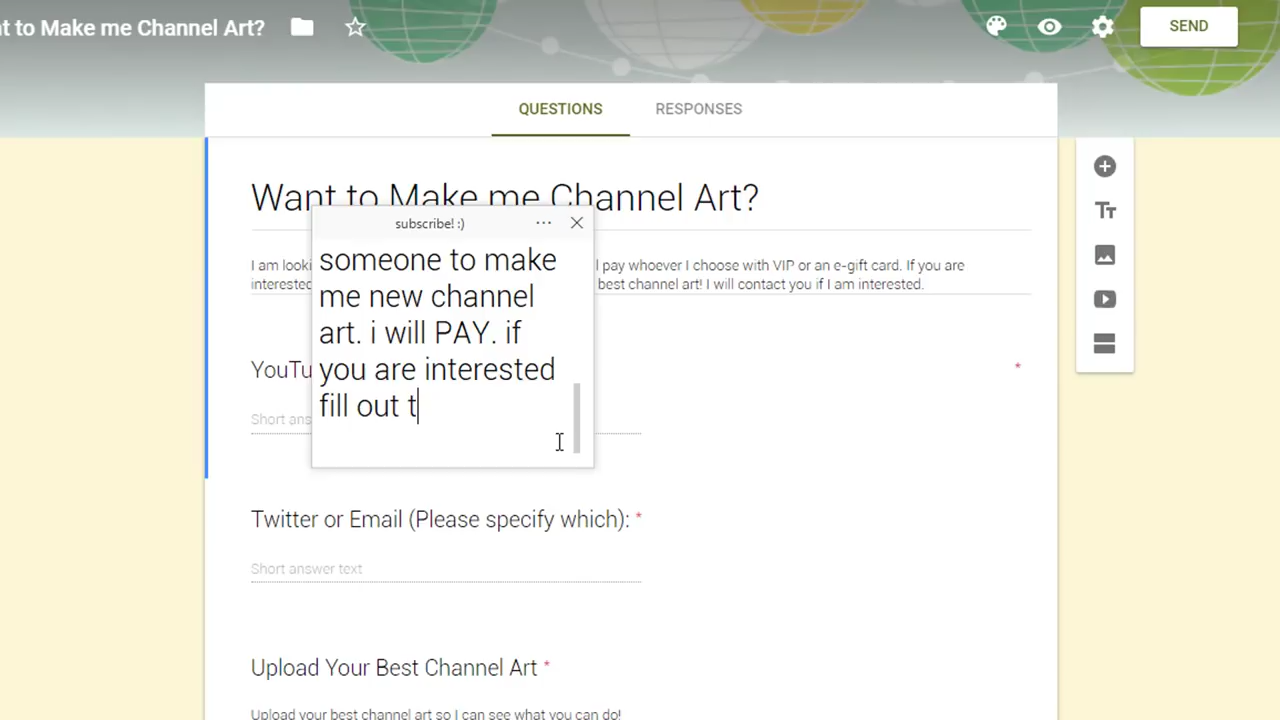 nt to Make me Channel Art?
SEND
QUESTIONS RESPONSES
Want to Make me Channel Art?
subscribe! :)
I am looki l pay whoever I choose with VIP or an e-gift card. If you are
interested best channel art! I will contact you if I am interested.
someone to make
me new channel
art. i will PAY. if
you are interested
fill out t
YouTu *
Short ans
Twitter or Email (Please specify which): *
Short answer text
Upload Your Best Channel Art *
Upload your best channel art so I can see what you can do!